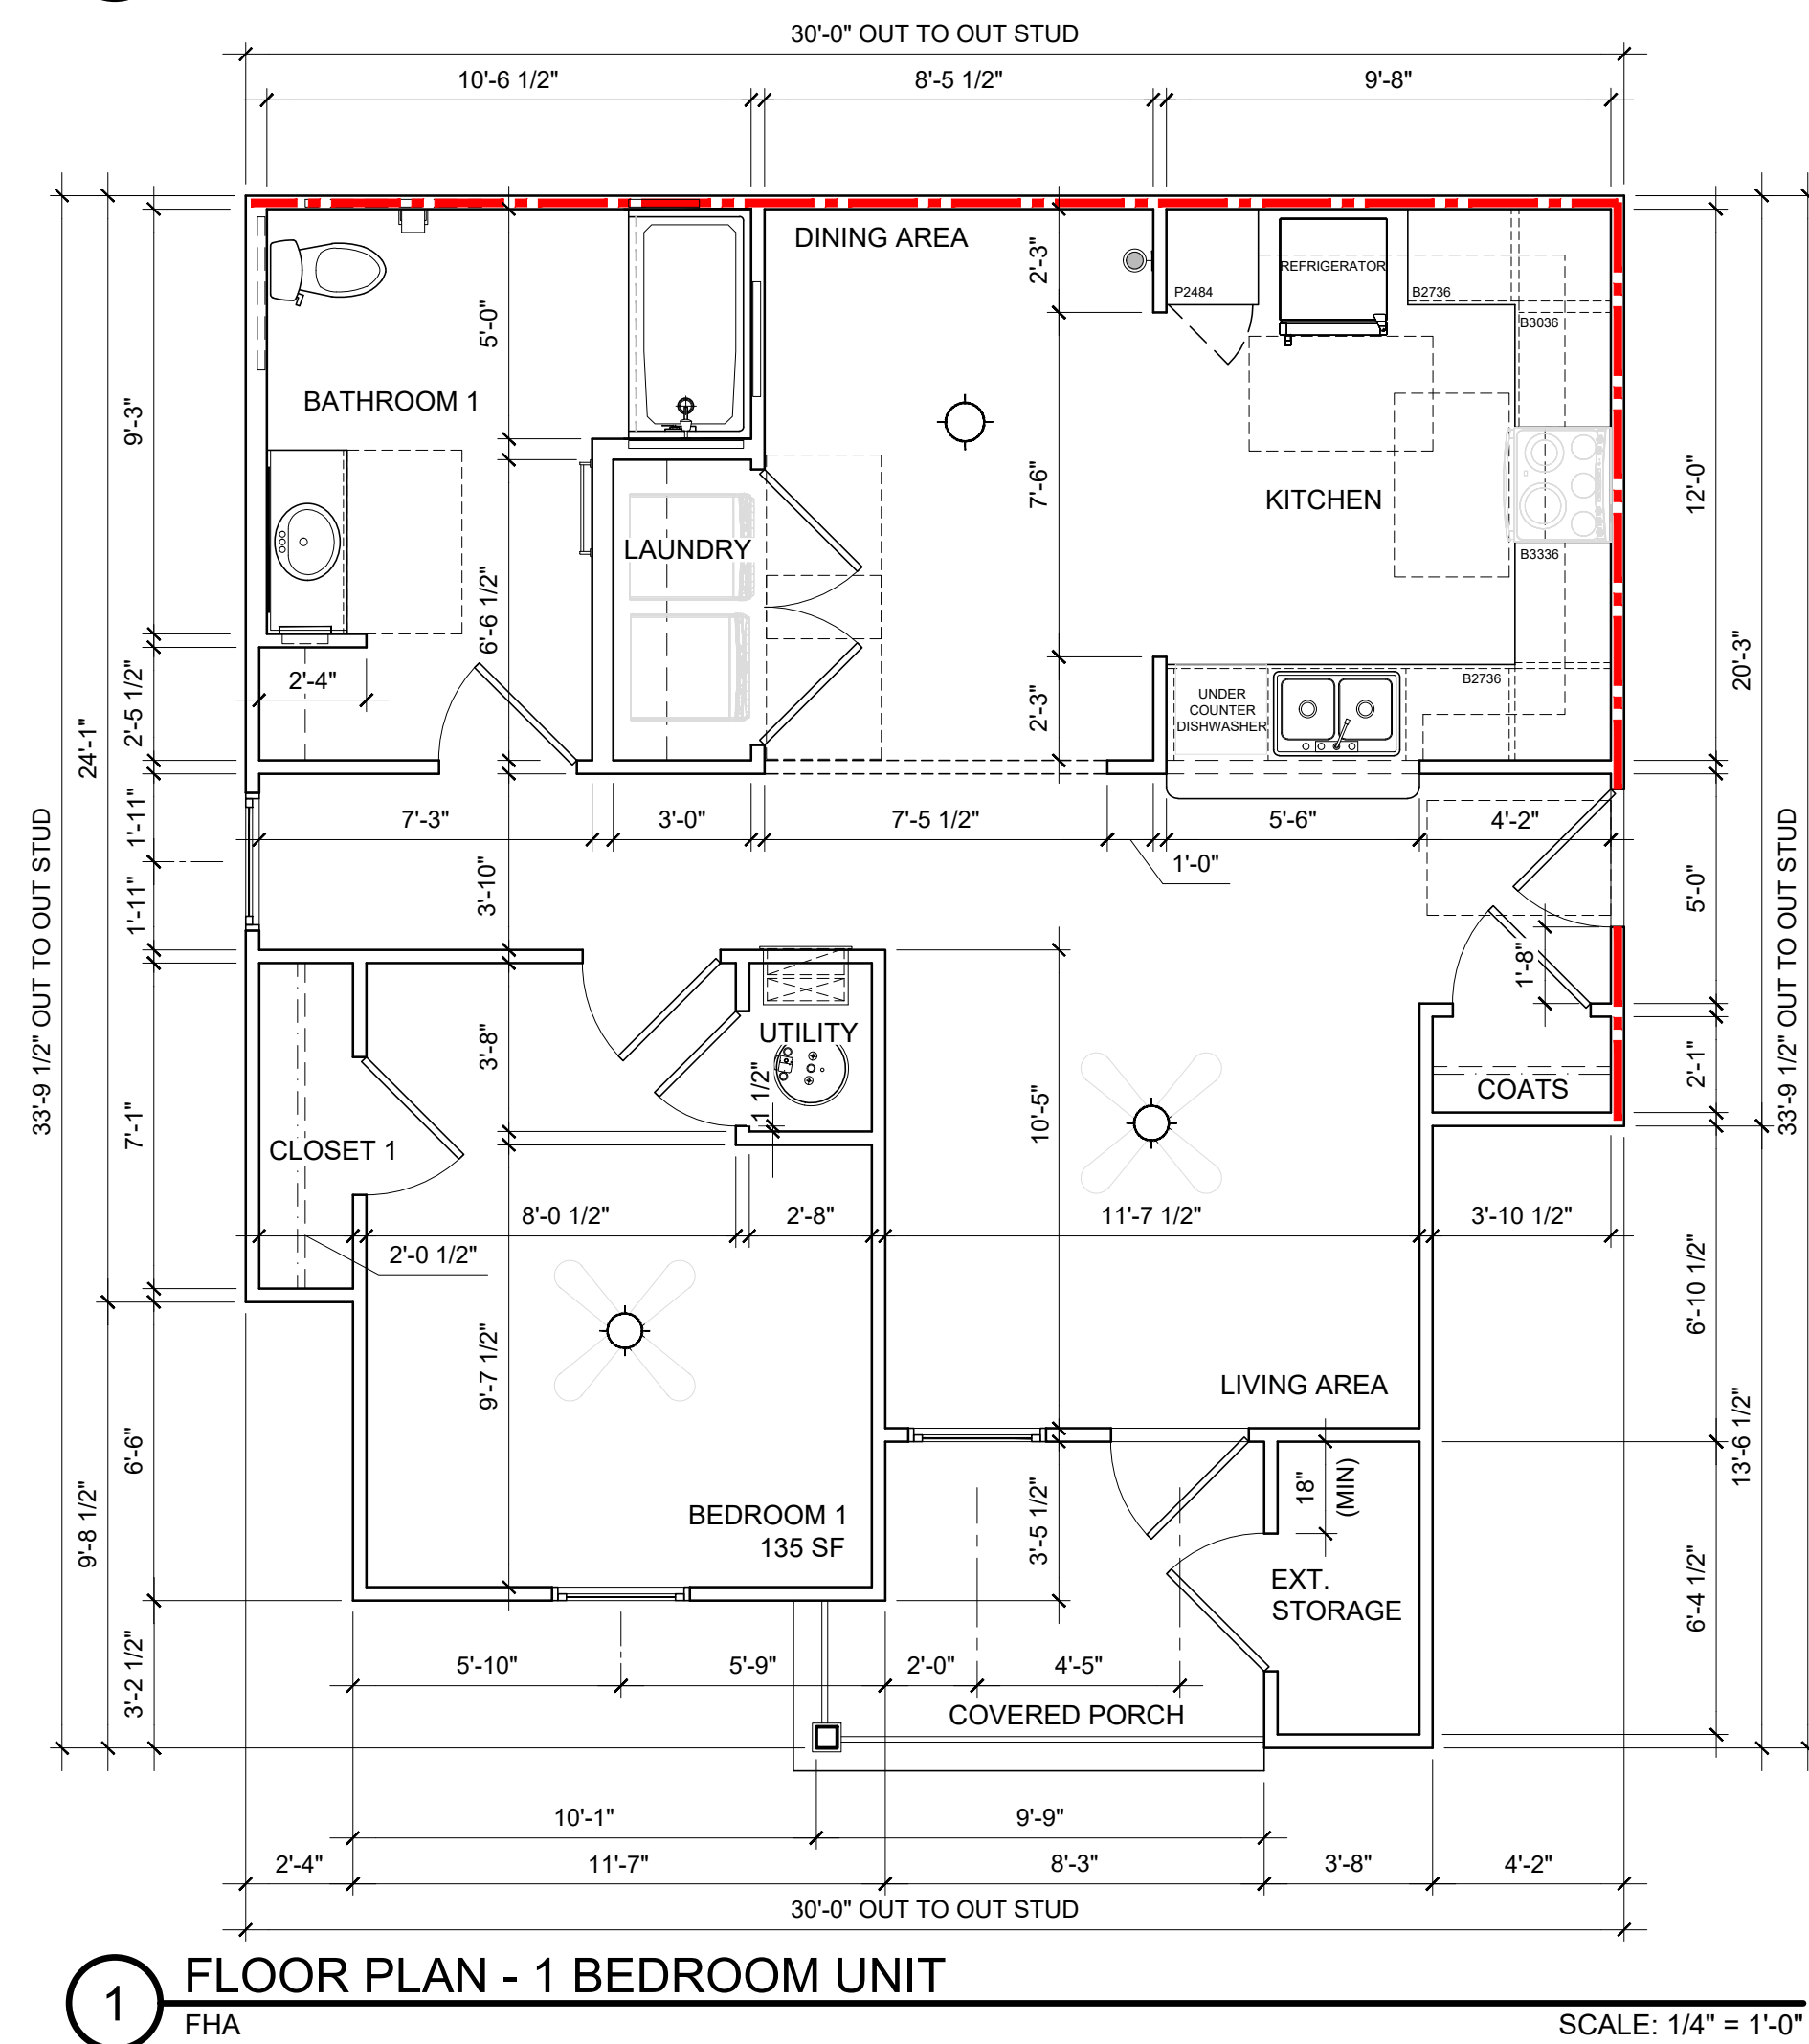 30'-0" OUT TO OUT STUD
10'-6 1/2"
8'-5 1/2"
9'-8"
DINING AREA
2'-3"
REFRIGERATOR
P2484
B2736
B3036
5'-0"
BATHROOM 1
9'-3"
7'-6"
KITCHEN
12'-0"
LAUNDRY
B3336
6'-6 1/2"
2'-4"
2'-5 1/2"
24'-1"
2'-3"
UNDER
COUNTER
DISHWASHER
B2736
20'-3"
7'-3"
3'-0"
7'-5 1/2"
5'-6"
4'-2"
1'-0"
1'-11"
1'-11"
3'-10"
5'-0"
33'-9 1/2" OUT TO OUT STUD
33'-9 1/2" OUT TO OUT STUD
1'-8"
UTILITY
3'-8"
1 1/2"
10'-5"
COATS
2'-1"
7'-1"
CLOSET 1
8'-0 1/2"
2'-8"
11'-7 1/2"
3'-10 1/2"
2'-0 1/2"
6'-10 1/2"
9'-7 1/2"
LIVING AREA
13'-6 1/2"
6'-6"
9'-8 1/2"
BEDROOM 1
135 SF
3'-5 1/2"
18"
(MIN)
EXT.
STORAGE
6'-4 1/2"
3'-2 1/2"
5'-10"
5'-9"
2'-0"
4'-5"
COVERED PORCH
10'-1"
9'-9"
2'-4"
11'-7"
8'-3"
3'-8"
4'-2"
30'-0" OUT TO OUT STUD
1
FLOOR PLAN - 1 BEDROOM UNIT
FHA
SCALE: 1/4" = 1'-0"